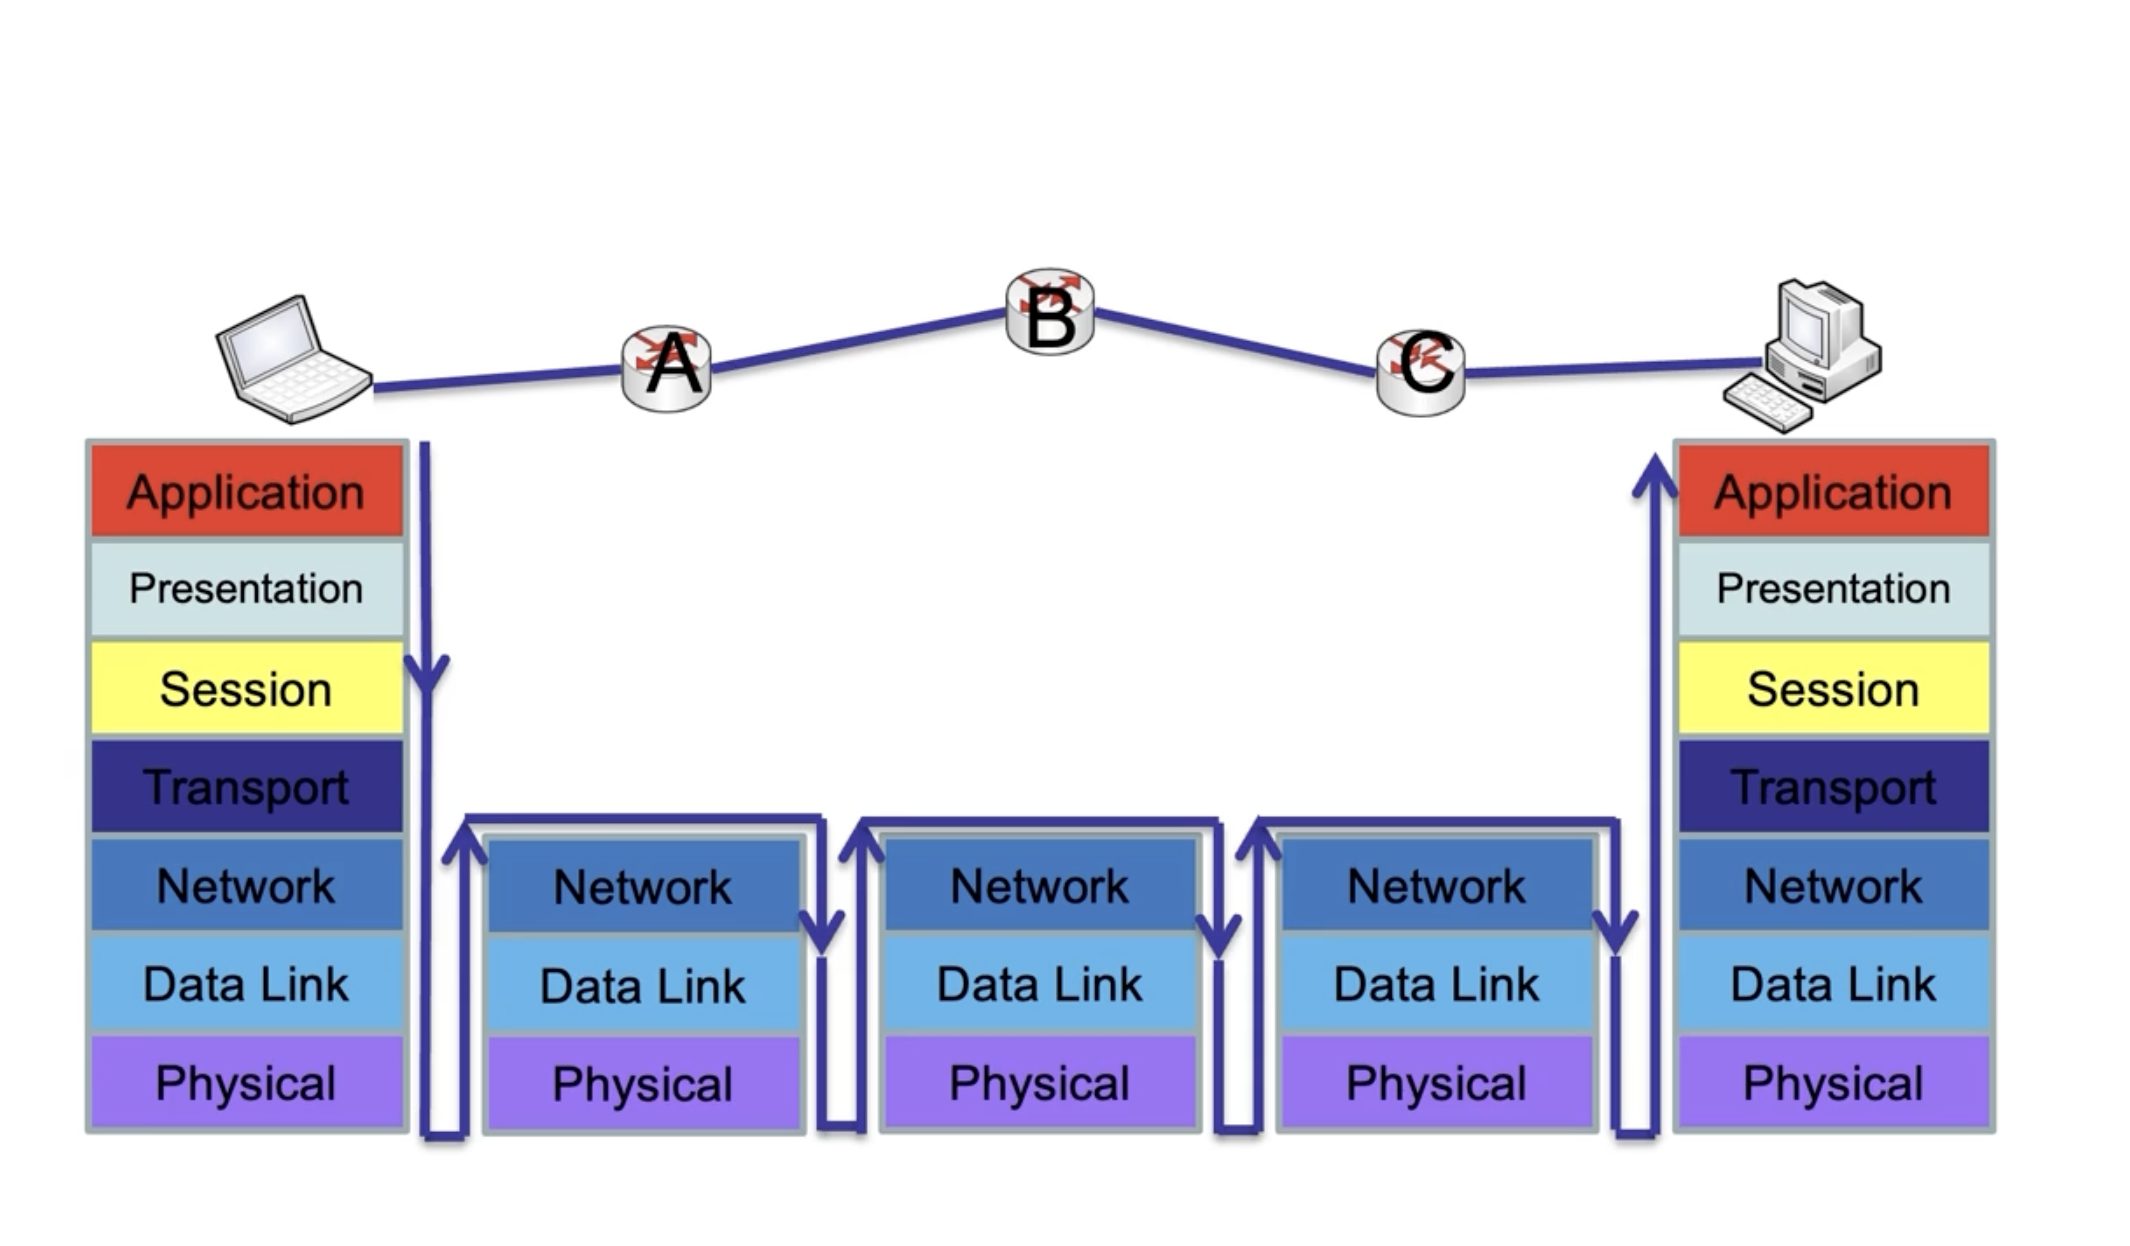 A
B
C
Application
Presentation
Session
Transport
Network
Data Link
Physical
Network
Data Link
Physical
Network
Data Link
Physical
Network
Data Link
Physical
Application
Presentation
Session
Transport
Network
Data Link
Physical